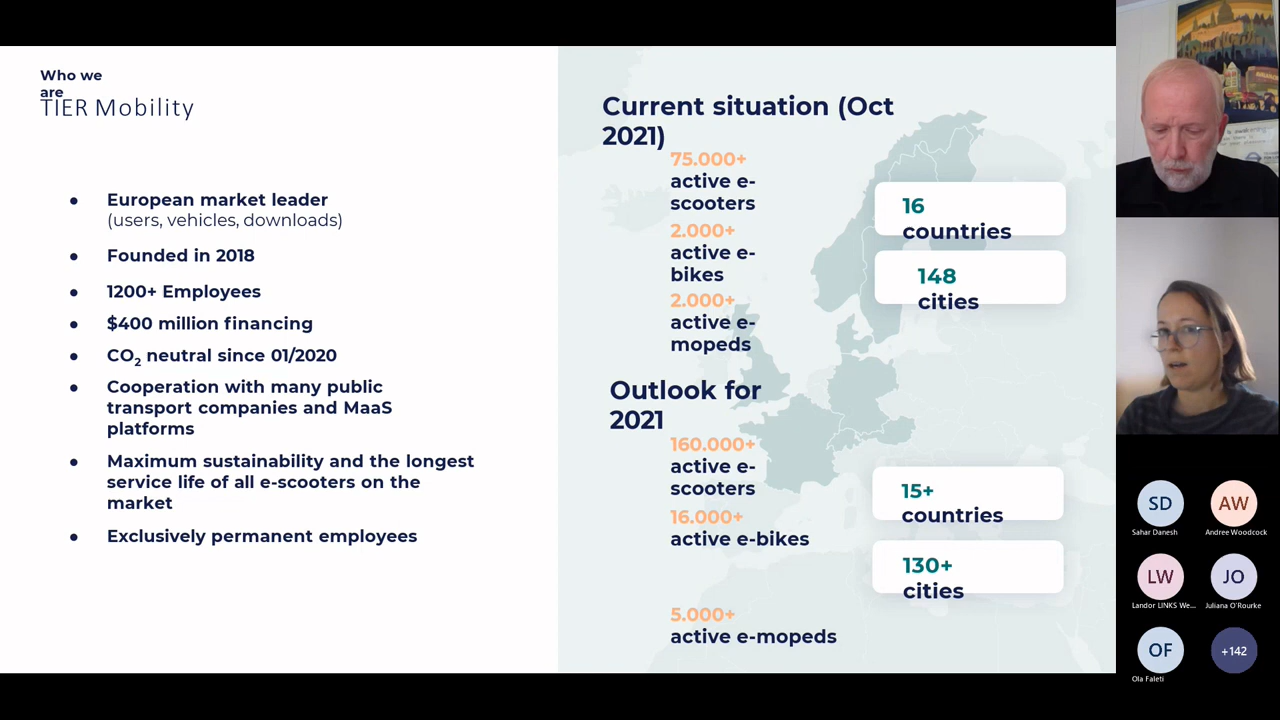 Who we
are
TIER Mobility
● European market leader
(users, vehicles, downloads)
● Founded in 2018
● 1200+ Employees
● $400 million financing
● CO₂ neutral since 01/2020
● Cooperation with many public
transport companies and MaaS
platforms
● Maximum sustainability and the longest
service life of all e-scooters on the
market
● Exclusively permanent employees
Current situation (Oct
2021)
75.000+
active e-
scooters
2.000+
active e-
bikes
2.000+
active e-
mopeds
16
countries
148
cities
Outlook for
2021
160.000+
active e-
scooters
16.000+
active e-bikes
5.000+
active e-mopeds
15+
countries
130+
cities
SD
Sahar Danesh
AW
Andree Woodcock
LW
Landor LINKS We...
JO
Juliana O'Rourke
OF
Ola Faleti
+142